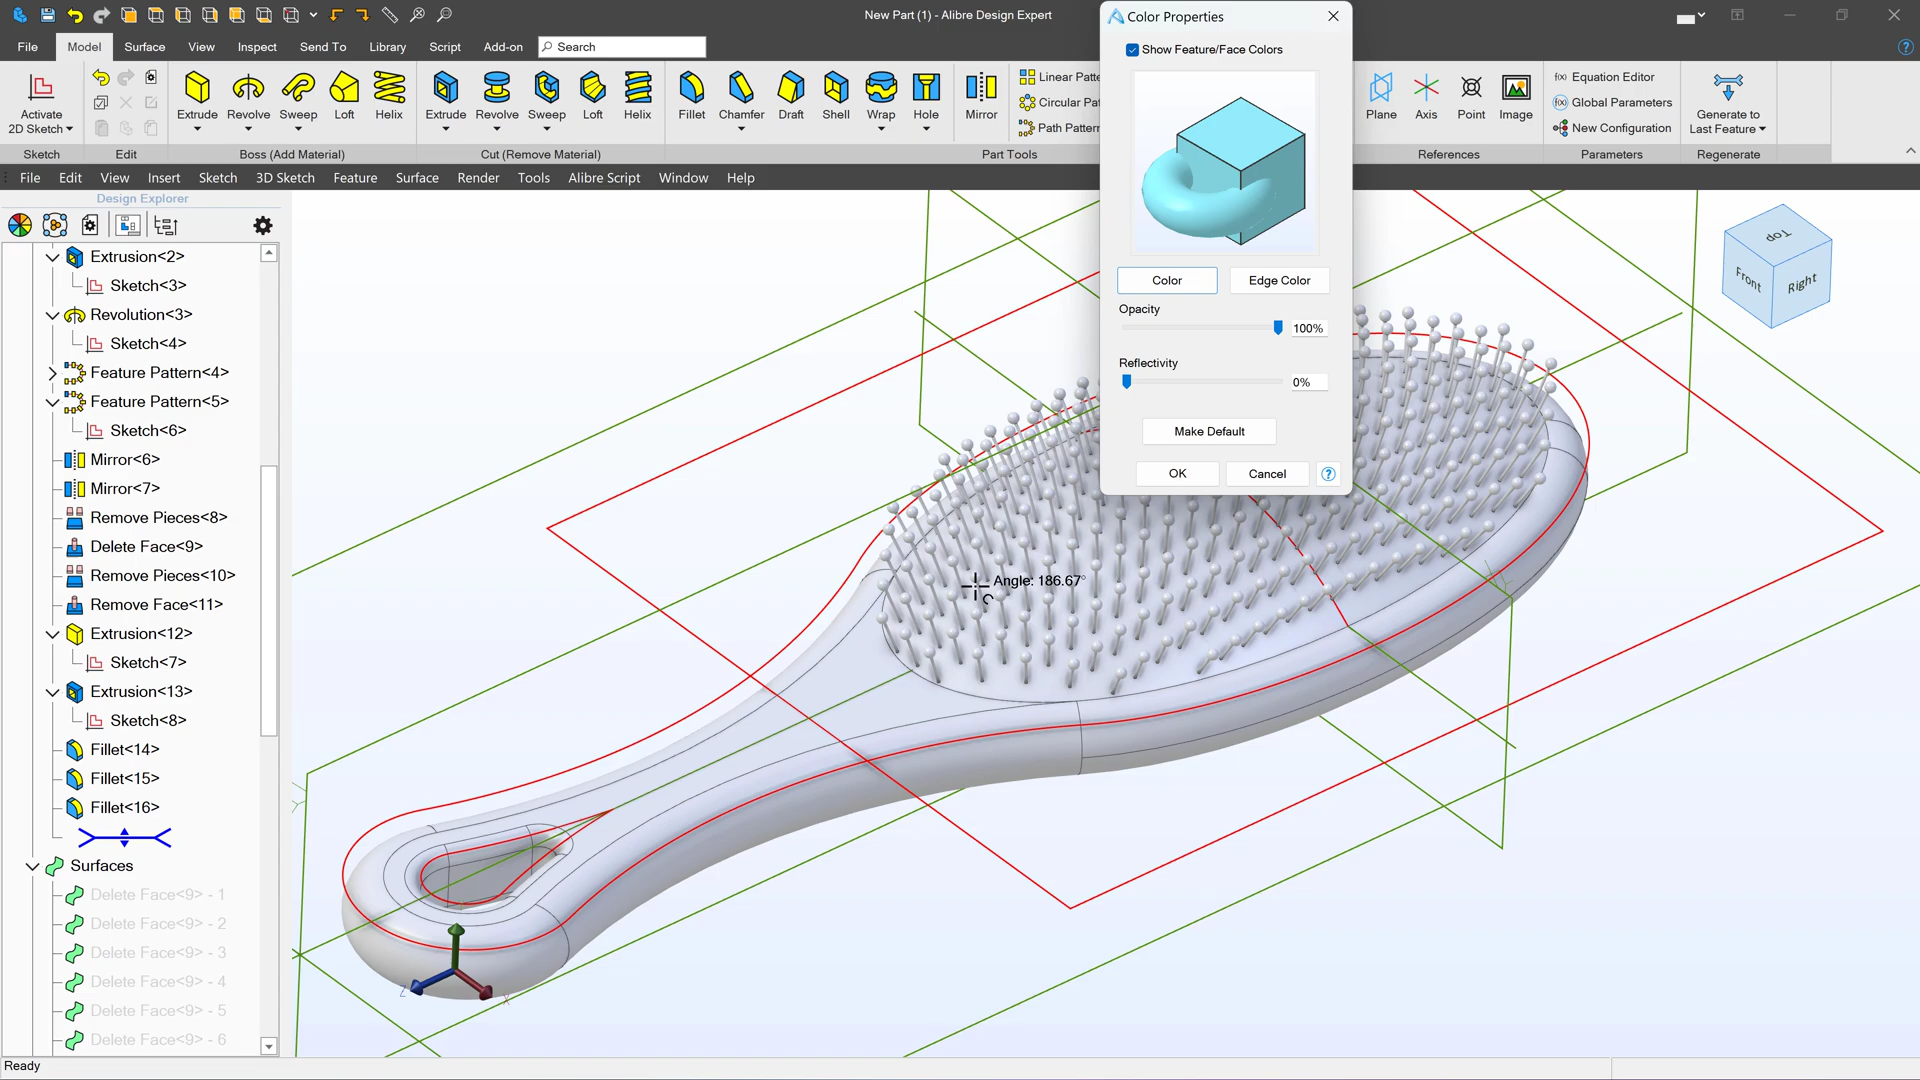 New Part (1) - Alibre Design Expert
File
Model
Surface
View
Inspect
Send To
Library
Script
Add-on
Search
Activate
2D Sketch
Extrude
Revolve
Sweep
Loft
Helix
Extrude
Revolve
Sweep
Loft
Helix
Fillet
Chamfer
Draft
Shell
Wrap
Hole
Mirror
Linear Patte
Circular Pat
Path Pattern
Plane
Axis
Point
Image
Equation Editor
Global Parameters
New Configuration
Generate to
Last Feature
Sketch
Edit
Boss (Add Material)
Cut (Remove Material)
Part Tools
References
Parameters
Regenerate
File
Edit
View
Insert
Sketch
3D Sketch
Feature
Surface
Render
Tools
Alibre Script
Window
Help
Design Explorer
Extrusion<2>
Sketch<3>
Revolution<3>
Sketch<4>
Feature Pattern<4>
Feature Pattern<5>
Sketch<6>
Mirror<6>
Mirror<7>
Remove Pieces<8>
Delete Face<9>
Remove Pieces<10>
Remove Face<11>
Extrusion<12>
Sketch<7>
Extrusion<13>
Sketch<8>
Fillet<14>
Fillet<15>
Fillet<16>
Surfaces
Delete Face<9> - 1
Delete Face<9> - 2
Delete Face<9> - 3
Delete Face<9> - 4
Delete Face<9> - 5
Delete Face<9> - 6
Color Properties
Show Feature/Face Colors
Color
Edge Color
Opacity
100%
Reflectivity
0%
Make Default
OK
Cancel
?
Top
Front
Right
Angle: 186.67°
Z
X
Ready